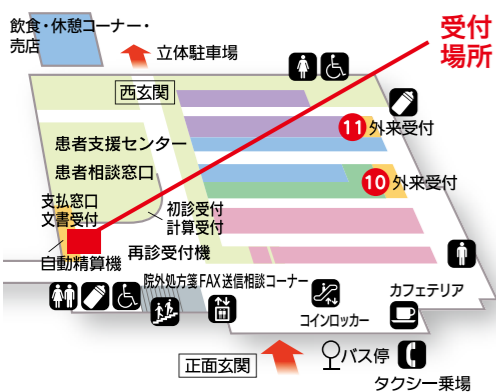 飲食・休憩コーナー・
売店
立体駐車場
受付
場所
西玄関
11 外来受付
患者支援センター
患者相談窓口
10 外来受付
支払窓口
文書受付
初診受付
計算受付
自動精算機
再診受付機
院外処方箋FAX送信相談コーナー
カフェテリア
コインロッカー
正面玄関
バス停
タクシー乗場